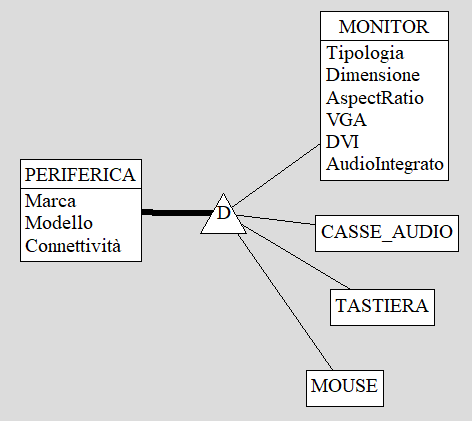 MONITOR
Tipologia
Dimensione
AspectRatio
VGA
DVI
AudioIntegrato
PERIFERICA
Marca
Modello
Connettività
D
CASSE_AUDIO
TASTIERA
MOUSE